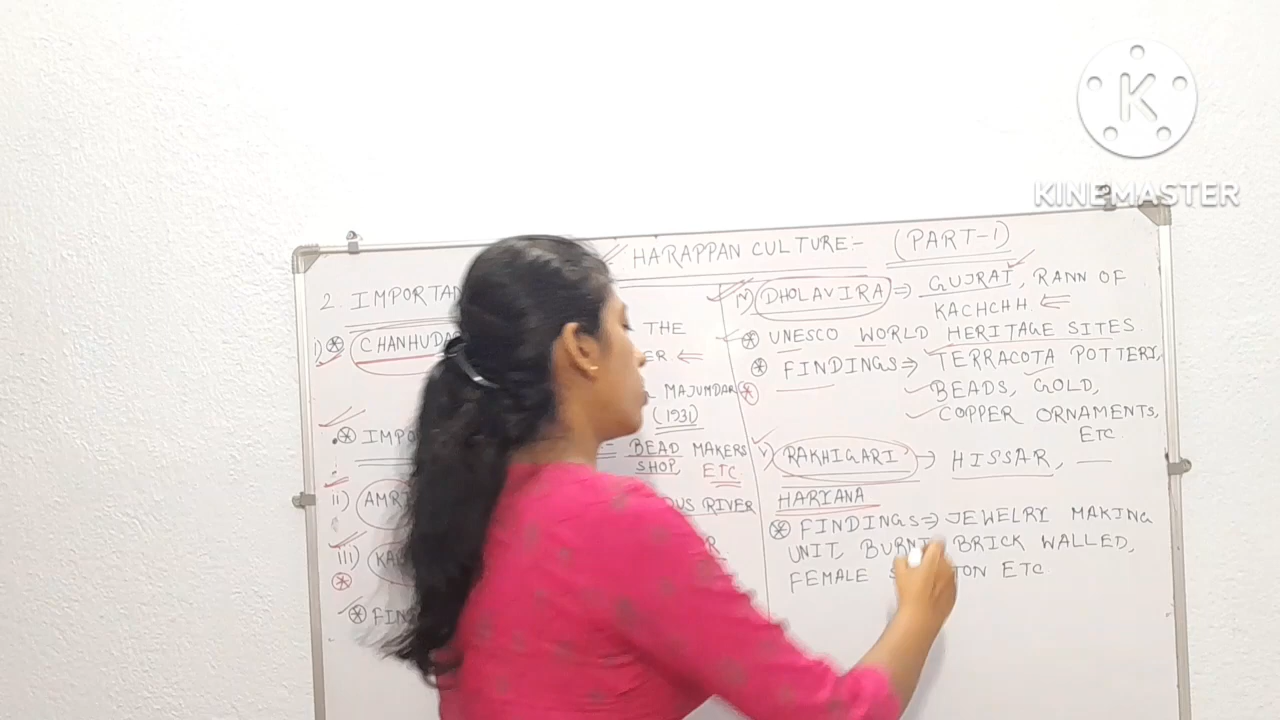 K
KINEMASTER
HARAPPAN CULTURE:- (PART-1)
2. IMPORTAN
i) CHANHUDA
THE
ER
MAJUMDAR
(1931)
IMPO
BEAD MAKERS
SHOP, ETC
ii) AMRI
RIVER
iii)
FIN
iv) DHOLAVIRA ⇒ GUJRAT, RANN OF
KACHCHH
UNESCO WORLD HERITAGE SITES.
FINDINGS ⇒ TERRACOTA POTTERY,
BEADS, GOLD,
COPPER ORNAMENTS,
ETC
v) RAKHIGARI → HISSAR,
HARYANA
FINDINGS ⇒ JEWELRY MAKING
UNIT, BURNT BRICK WALLED,
FEMALE TON ETC